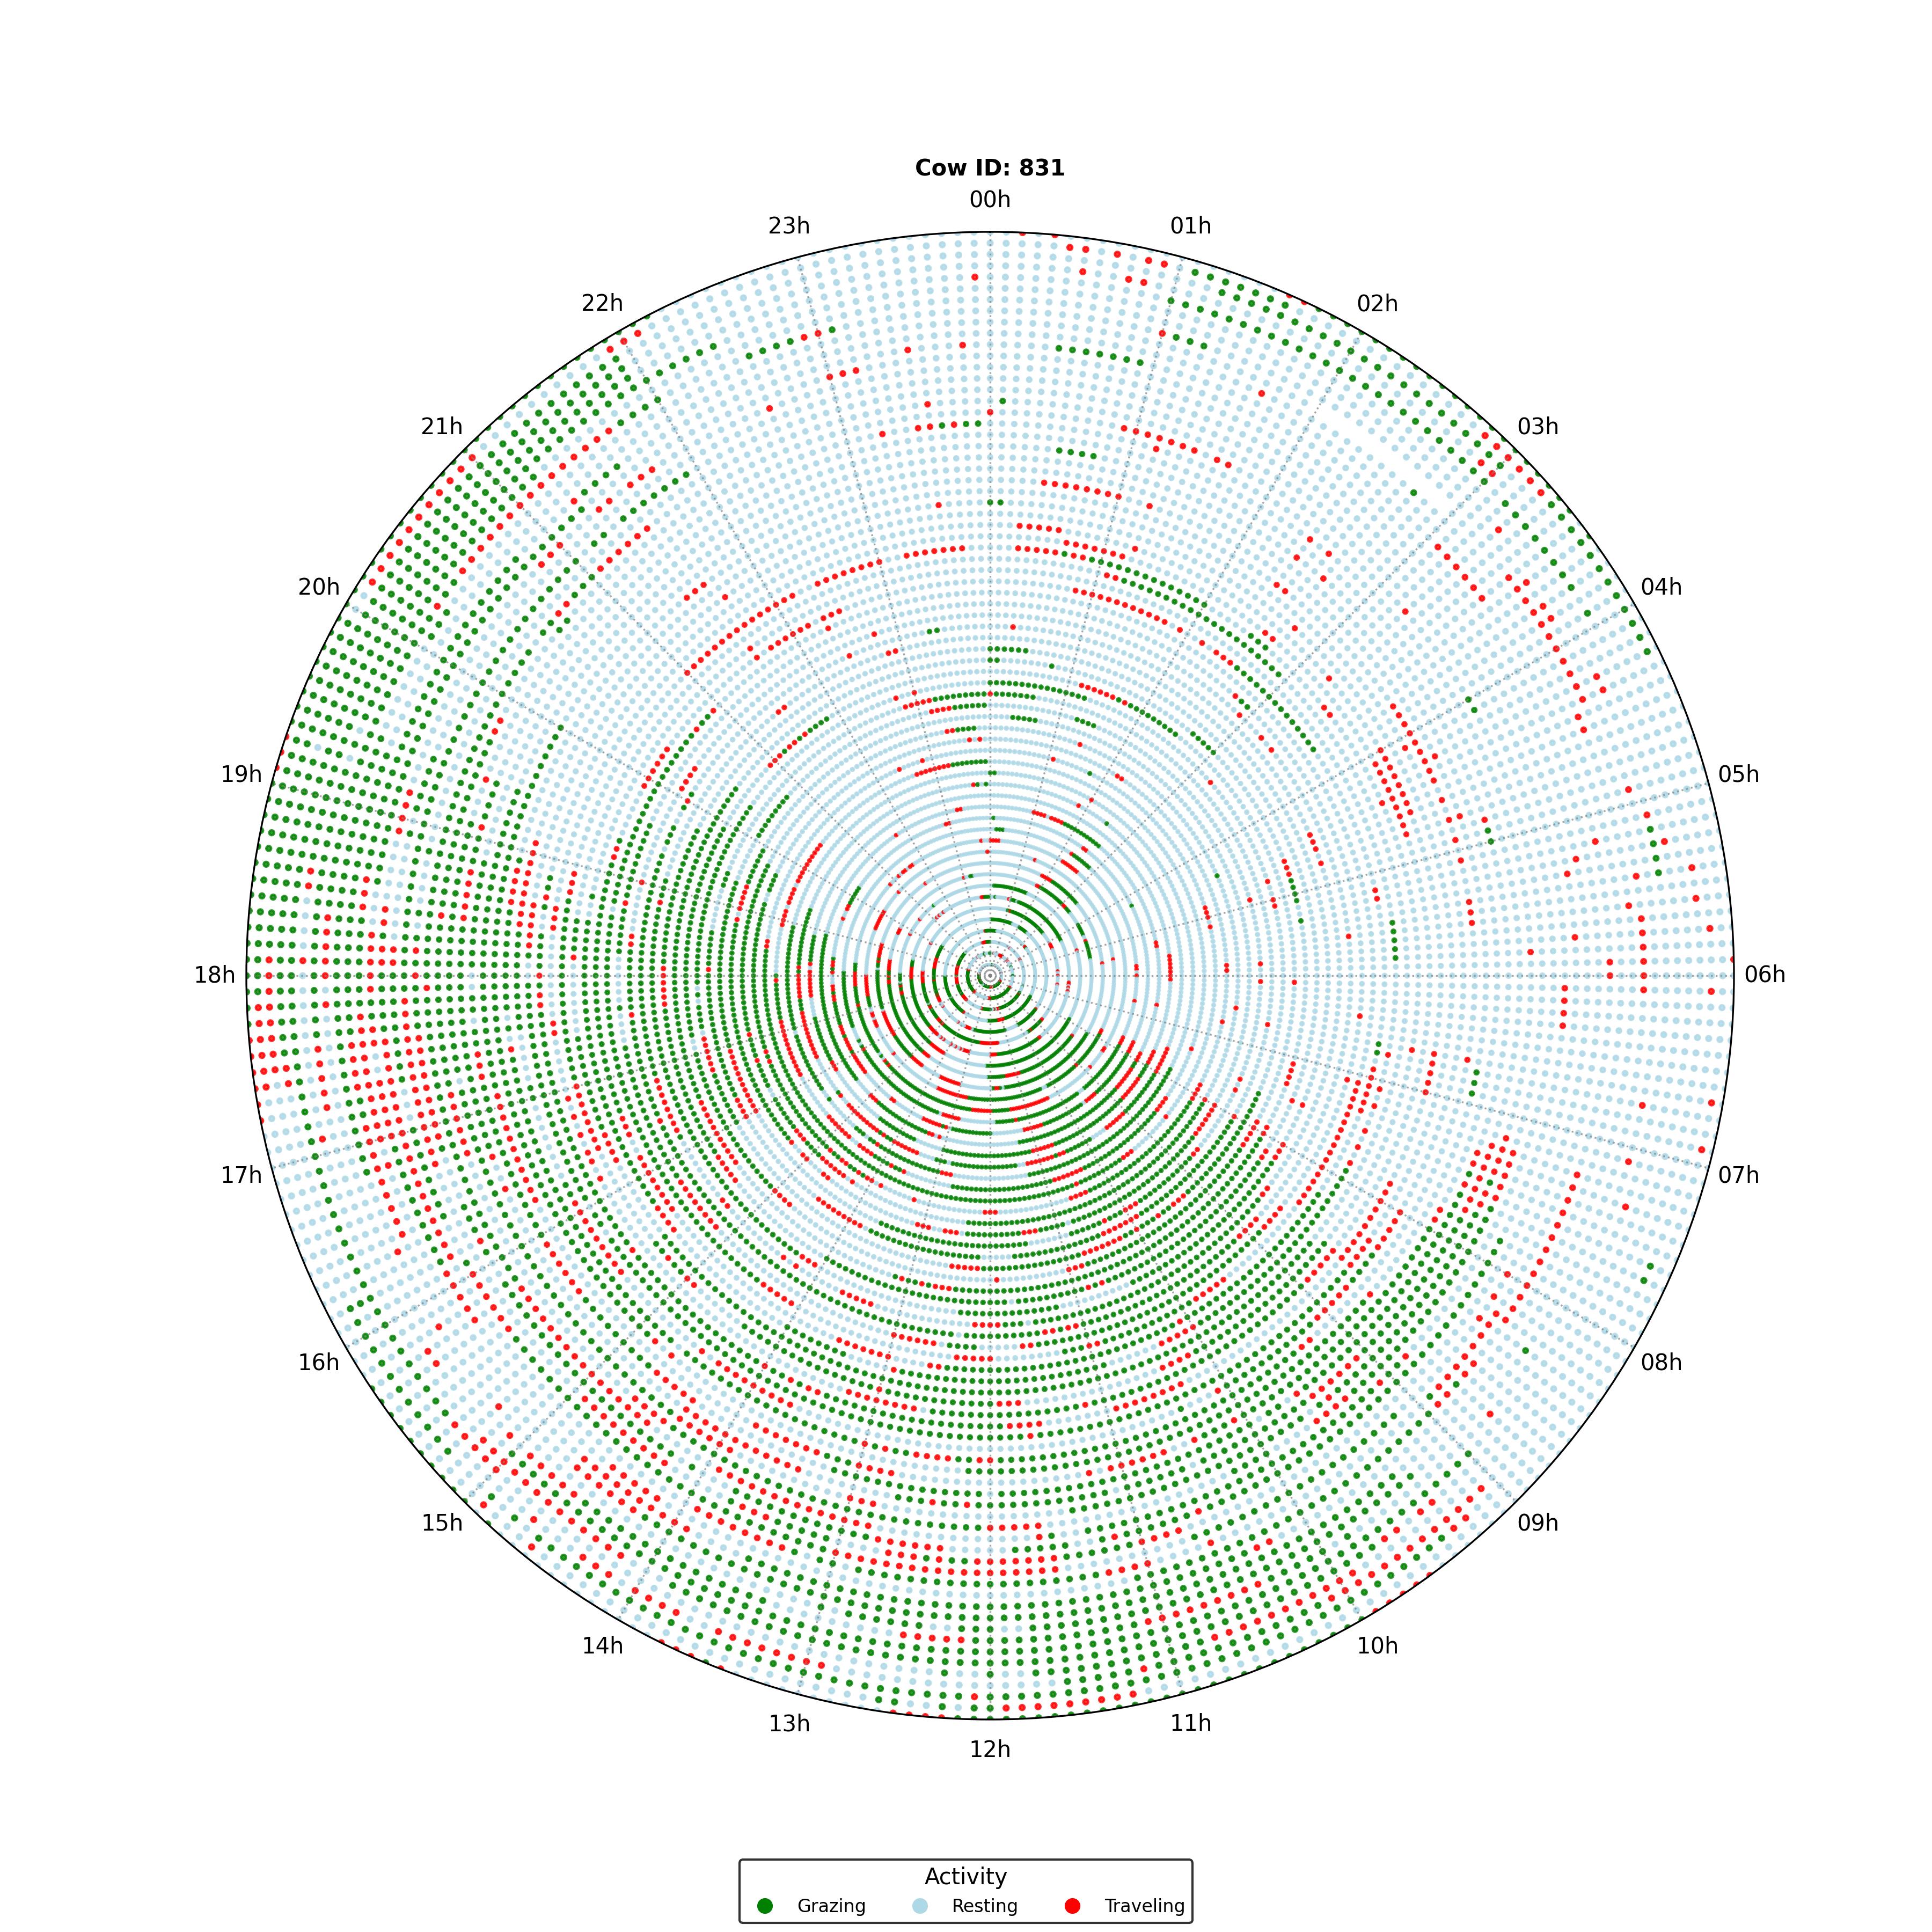 Cow ID: 831
00h
23h
01h
22h
02h
21h
03h
20h
04h
19h
05h
18h
06h
17h
07h
16h
08h
15h
09h
14h
10h
13h
11h
12h
Activity
Grazing Resting Traveling